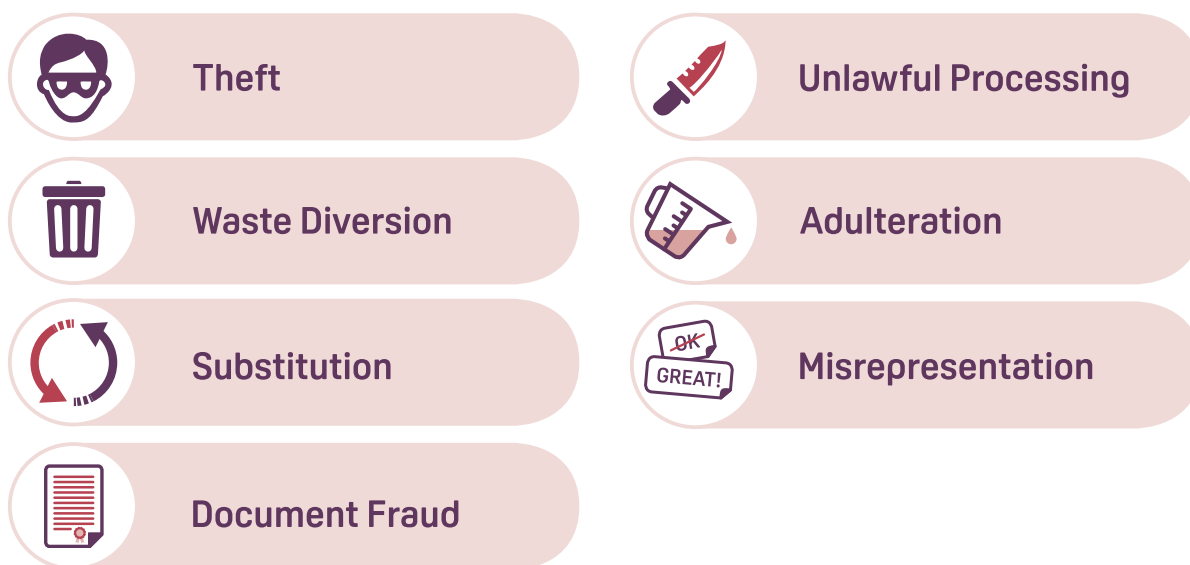 Theft
Waste Diversion
Substitution
Document Fraud
Unlawful Processing
Adulteration
OK
GREAT!
Misrepresentation